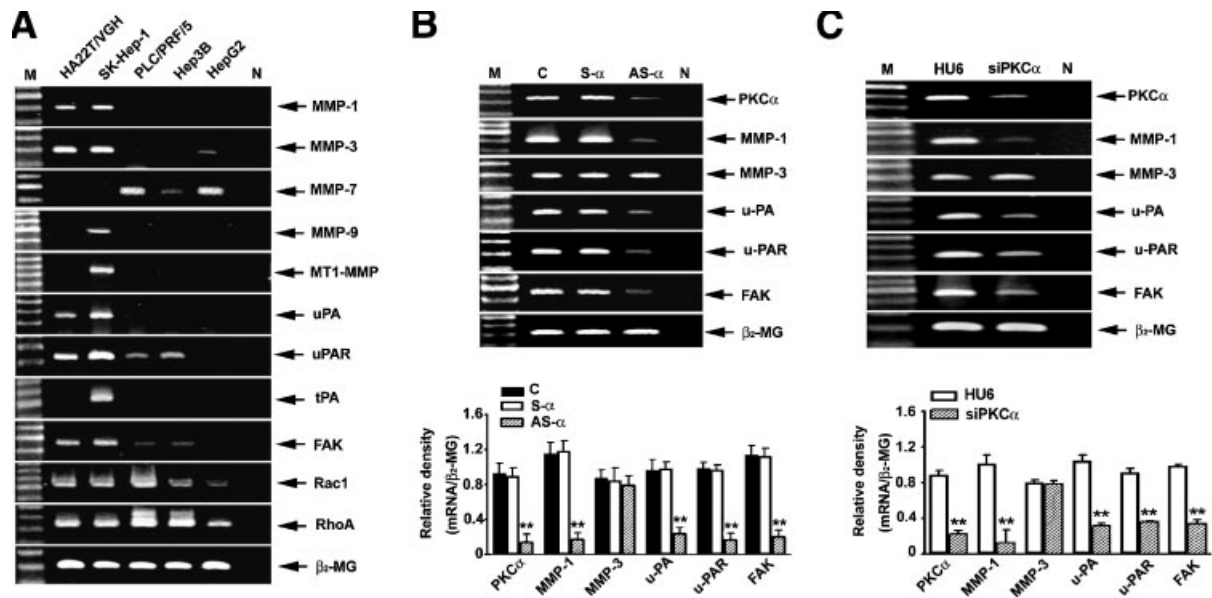 A
M HA22T/VGH SK-Hep-1 PLC/PRF/5 Hep3B HepG2 N
MMP-1
MMP-3
MMP-7
MMP-9
MT1-MMP
uPA
uPAR
tPA
FAK
Rac1
RhoA
β₂-MG
B
M C S-α AS-α N
PKCα
MMP-1
MMP-3
u-PA
u-PAR
FAK
β₂-MG
C
S-α
AS-α
Relative density
(mRNA/β₂-MG)
1.6
1.2
0.8
0.4
0
PKCα MMP-1 MMP-3 u-PA u-PAR FAK
** ** ** ** **
C
M HU6 siPKCα N
PKCα
MMP-1
MMP-3
u-PA
u-PAR
FAK
β₂-MG
HU6
siPKCα
Relative density
(mRNA/β₂-MG)
1.6
1.2
0.8
0.4
0
** ** ** ** **
PKCα MMP-1 MMP-3 u-PA u-PAR FAK